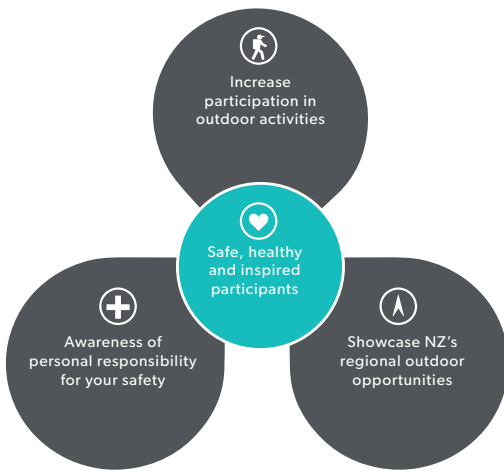 Increase
participation in
outdoor activities
Safe, healthy
and inspired
participants
Awareness of
personal responsibility
for your safety
Showcase NZ's
regional outdoor
opportunities